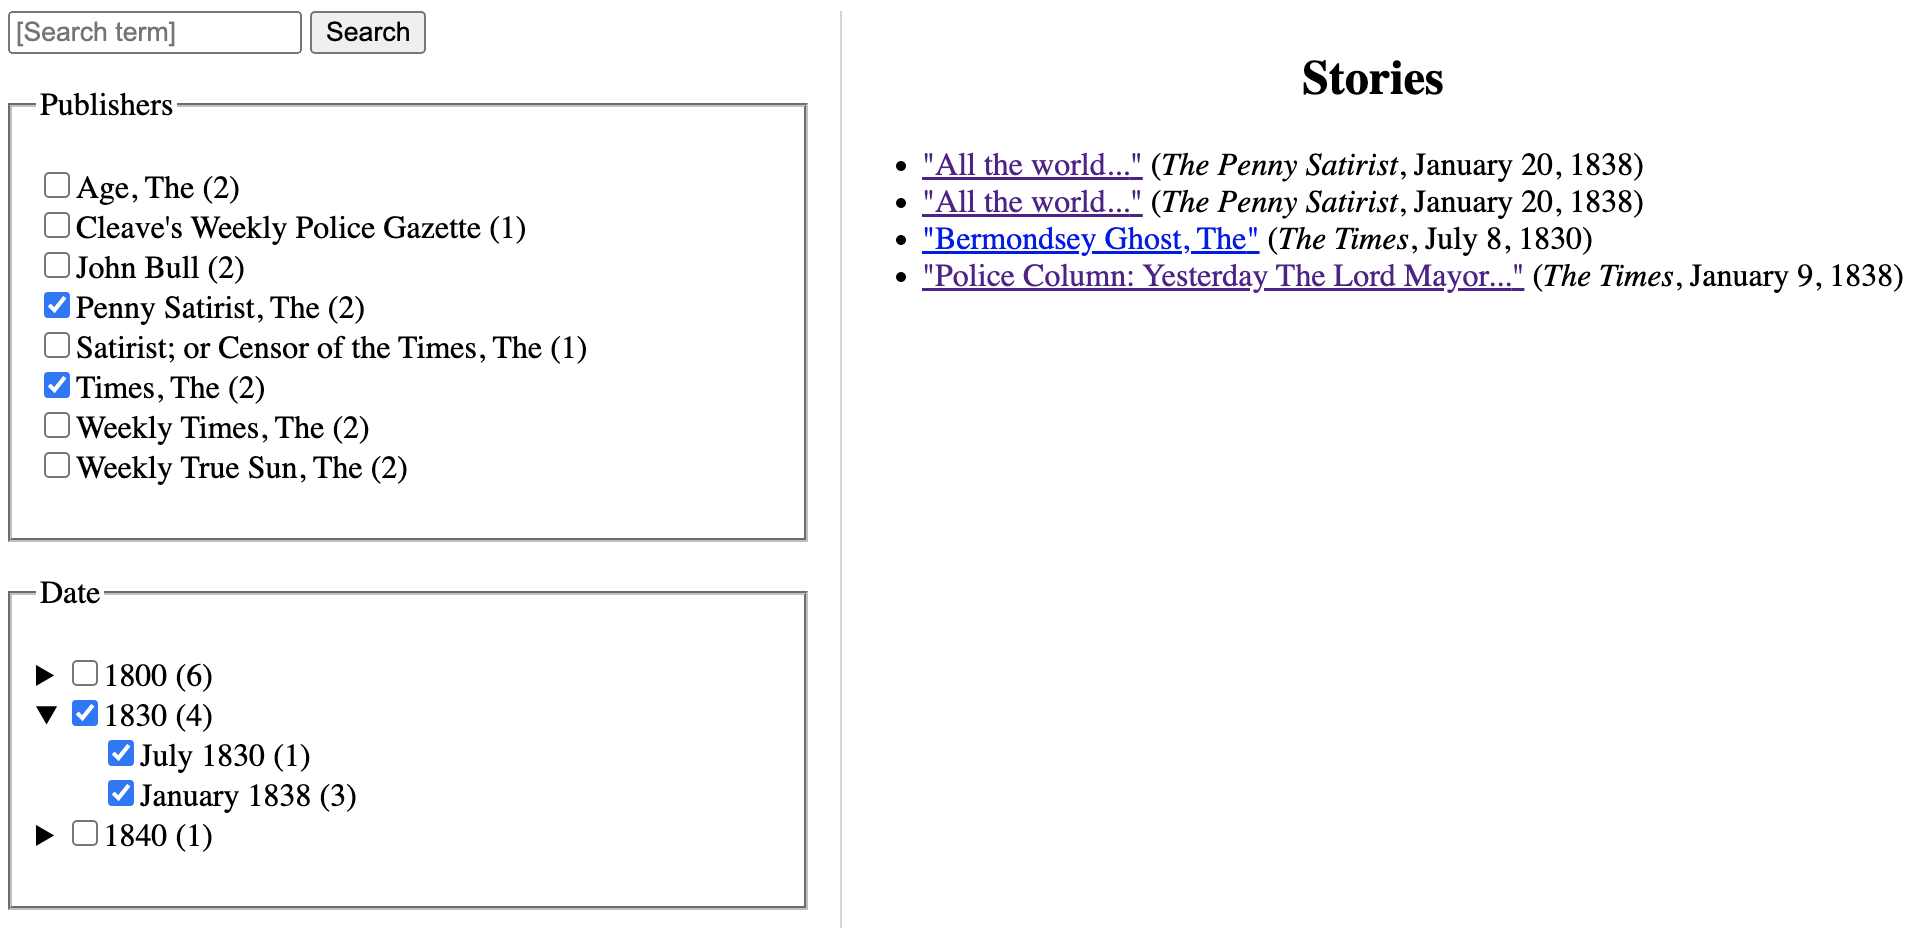 [Search term] Search
Publishers
Age, The (2)
Cleave's Weekly Police Gazette (1)
John Bull (2)
Penny Satirist, The (2)
Satirist; or Censor of the Times, The (1)
Times, The (2)
Weekly Times, The (2)
Weekly True Sun, The (2)
Date
1800 (6)
1830 (4)
July 1830 (1)
January 1838 (3)
1840 (1)
Stories
"All the world..." (The Penny Satirist, January 20, 1838)
"All the world..." (The Penny Satirist, January 20, 1838)
"Bermondsey Ghost, The" (The Times, July 8, 1830)
"Police Column: Yesterday The Lord Mayor..." (The Times, January 9, 1838)